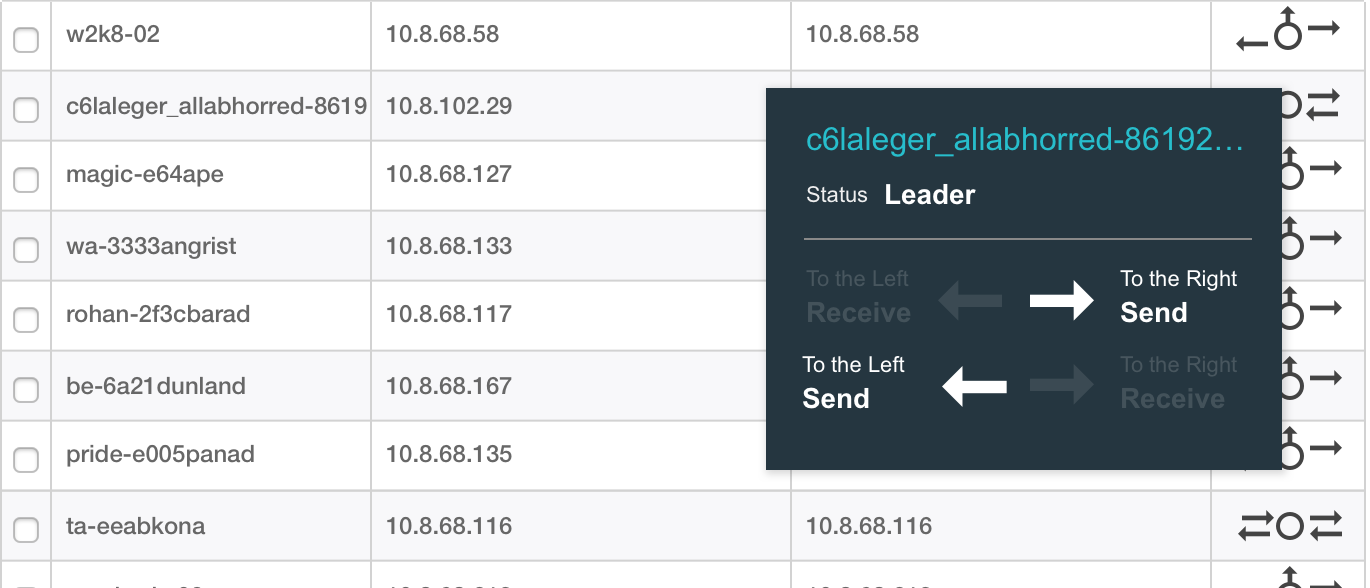 w2k8-02 10.8.68.58 10.8.68.58
c6laleger_allabhorred-8619 10.8.102.29
magic-e64ape 10.8.68.127
wa-3333angrist 10.8.68.133
rohan-2f3cbarad 10.8.68.117
be-6a21dunland 10.8.68.167
pride-e005panad 10.8.68.135
ta-eeabkona 10.8.68.116 10.8.68.116
c6laleger_allabhorred-86192...
Status Leader
To the Left To the Right
Receive Send
To the Left To the Right
Send Receive